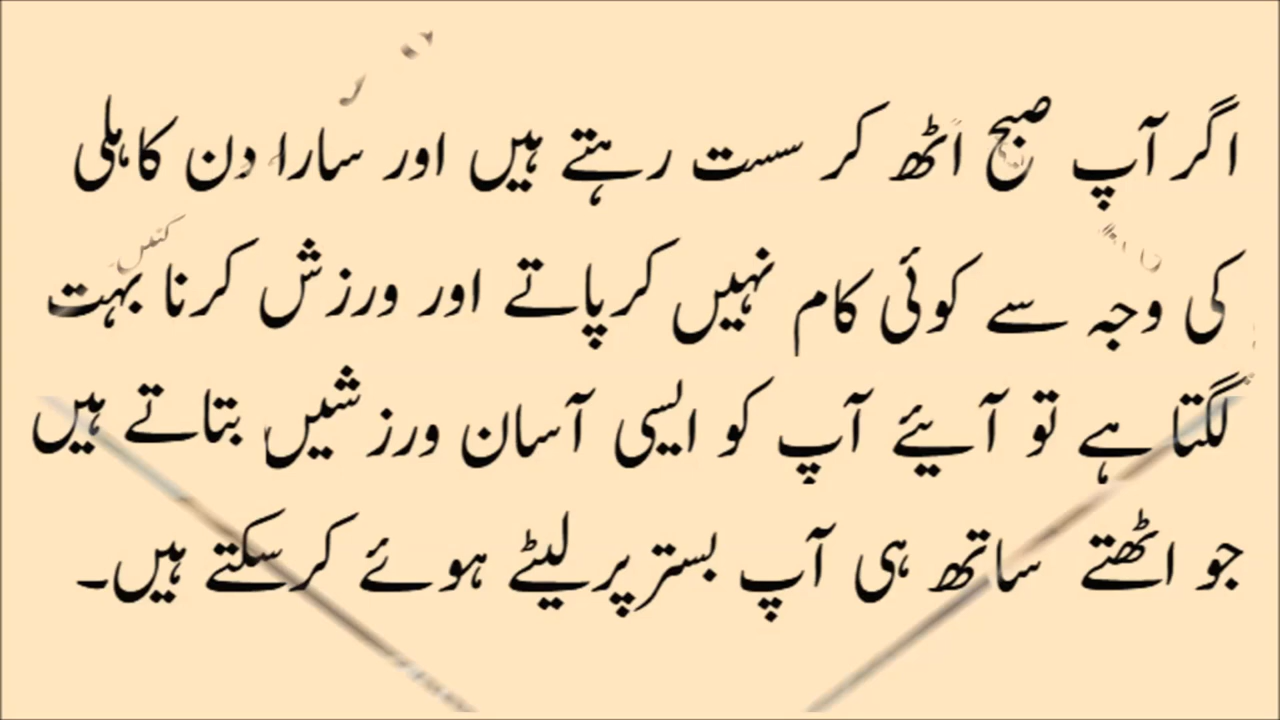 اگر آپ صبح اُٹھ کر سست رہتے ہیں اور سارا دن کاہلی
کی وجہ سے کوئی کام نہیں کر پاتے اور ورزش کرنا بہت
لگتا ہے تو آیئے آپ کو ایسی آسان ورزشیں بتاتے ہیں
جو اٹھتے ساتھ ہی آپ بستر پر لیٹے ہوئے کر سکتے ہیں۔